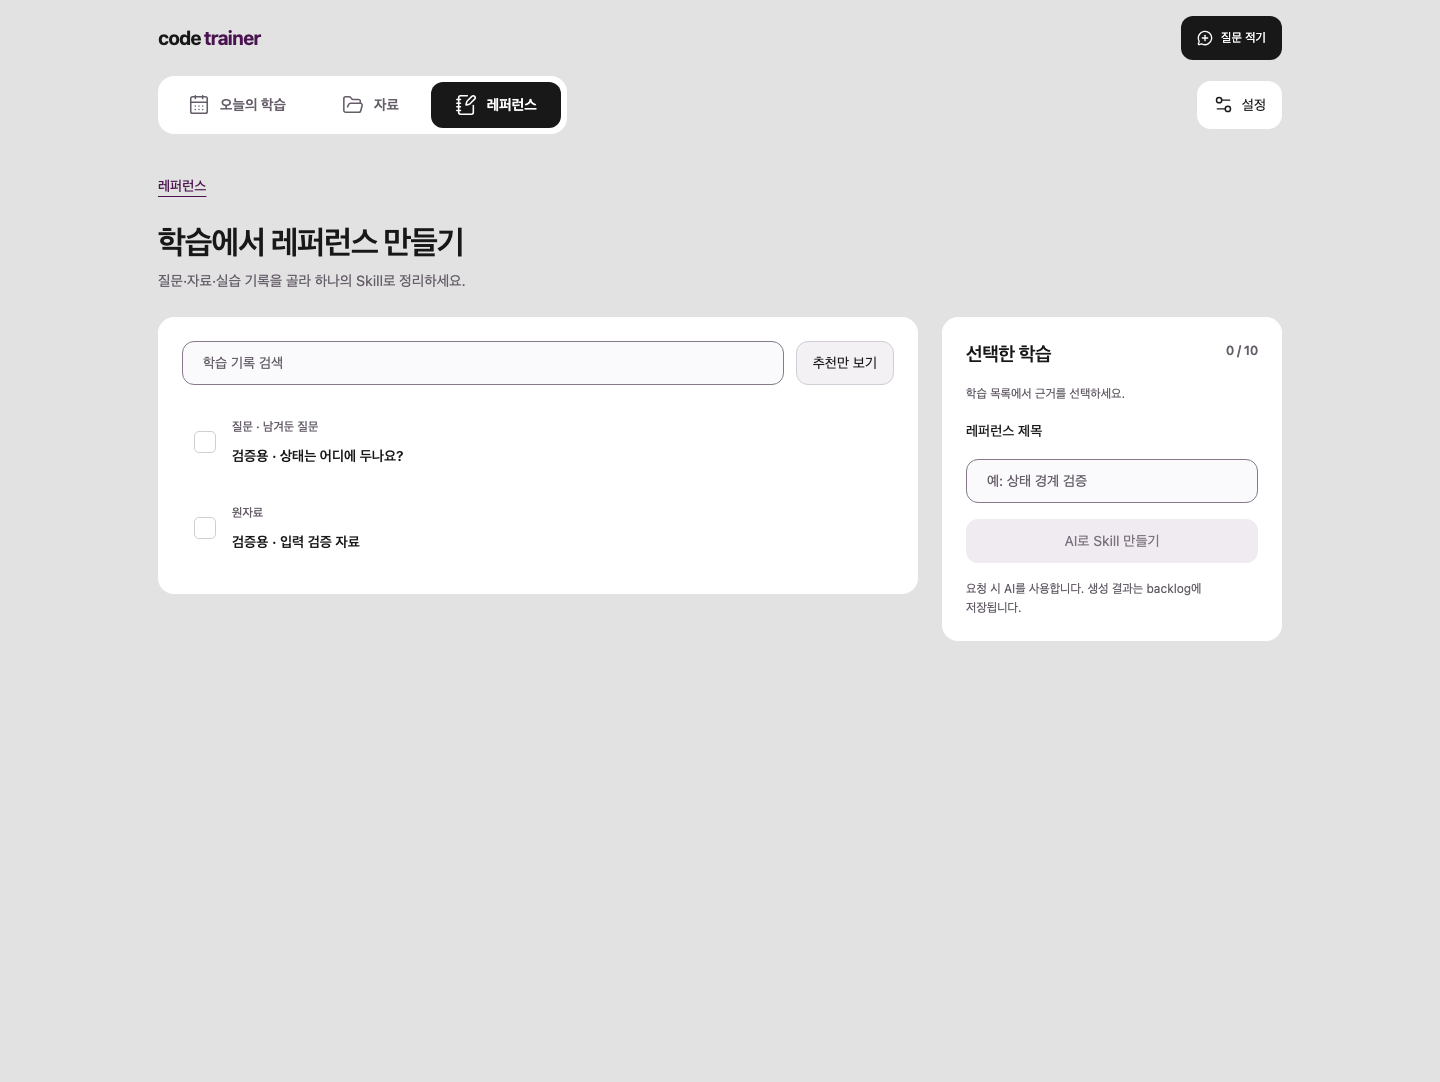 code trainer
질문 적기
오늘의 학습
자료
레퍼런스
설정
레퍼런스
학습에서 레퍼런스 만들기
질문·자료·실습 기록을 골라 하나의 Skill로 정리하세요.
학습 기록 검색
추천만 보기
질문 · 남겨둔 질문
검증용 · 상태는 어디에 두나요?
원자료
검증용 · 입력 검증 자료
선택한 학습
0 / 10
학습 목록에서 근거를 선택하세요.
레퍼런스 제목
예: 상태 경계 검증
AI로 Skill 만들기
요청 시 AI를 사용합니다. 생성 결과는 backlog에
저장됩니다.